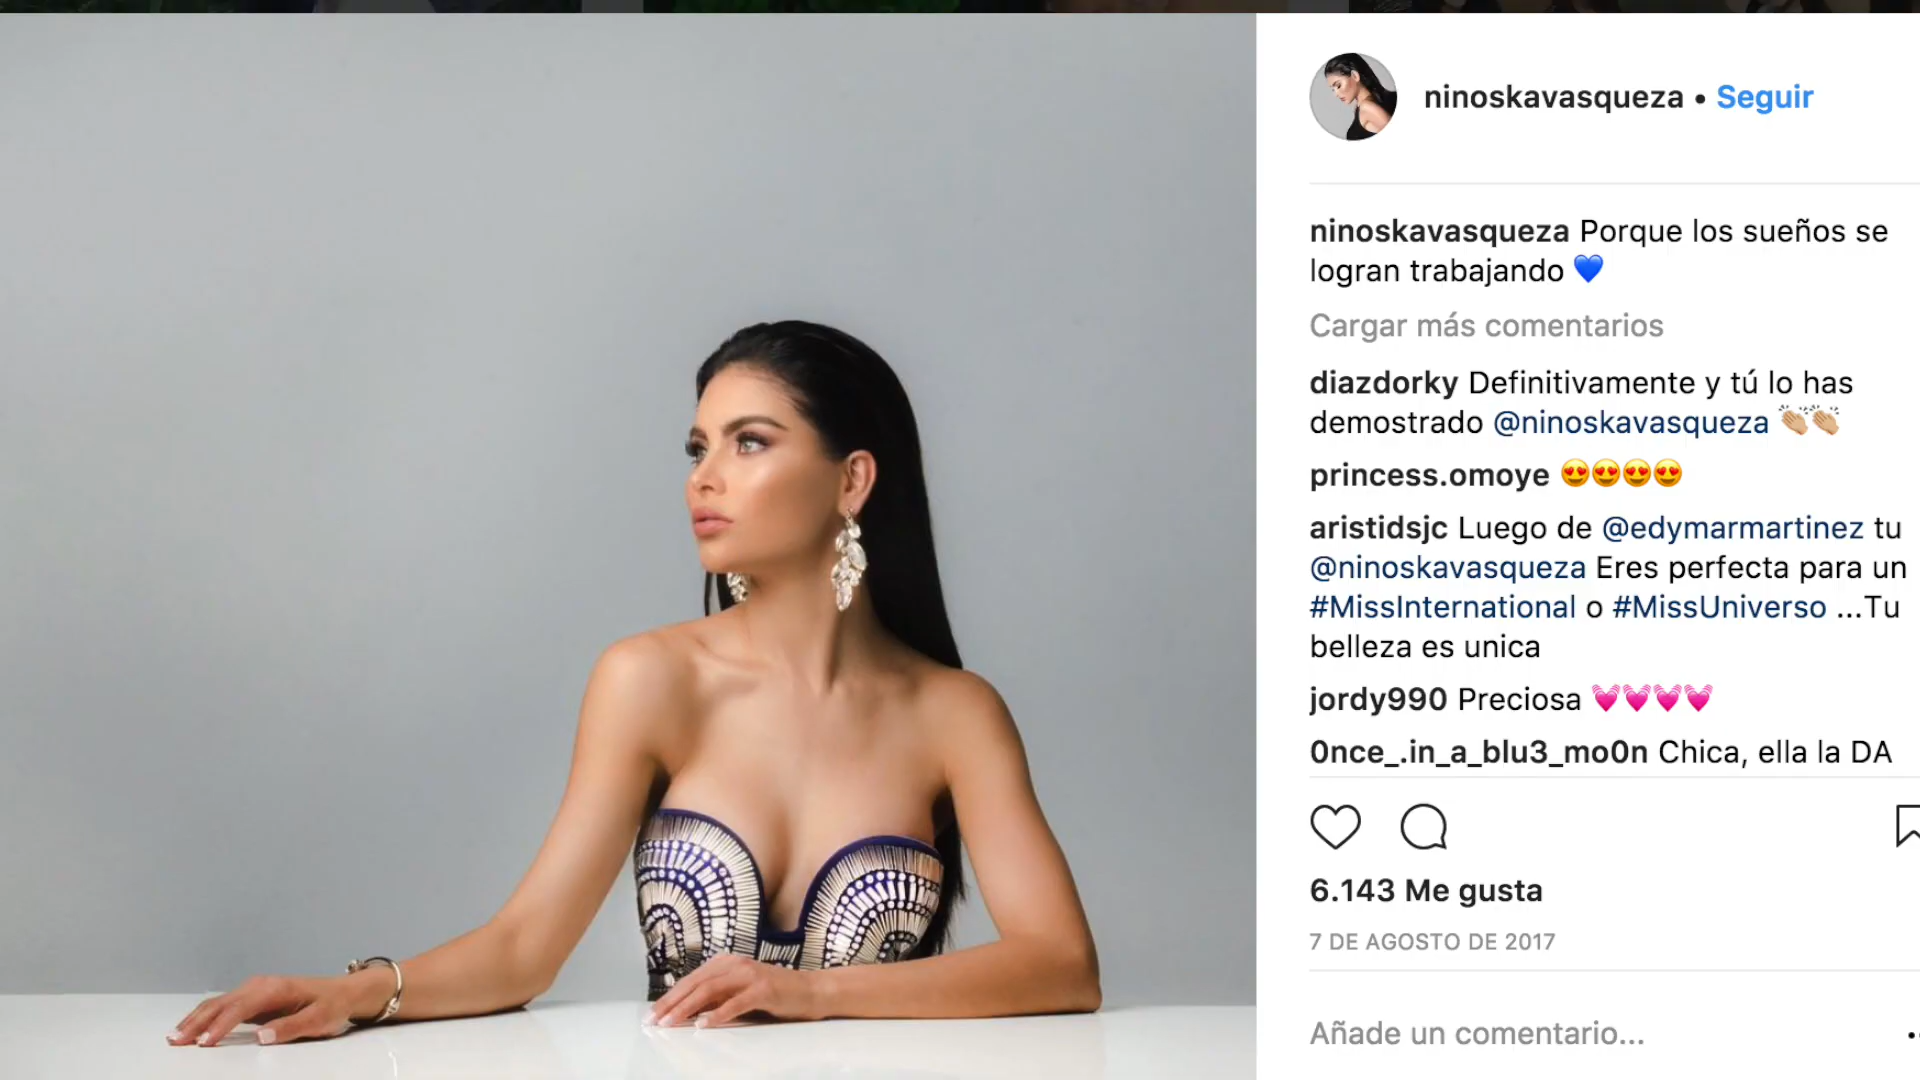 ninoskavasqueza • Seguir
ninoskavasqueza Porque los sueños se
logran trabajando 💙
Cargar más comentarios
diazdorky Definitivamente y tú lo has
demostrado @ninoskavasqueza 👏🏼👏🏼
princess.omoye 😍😍😍😍
aristidsjc Luego de @edymarmartinez tu
@ninoskavasqueza Eres perfecta para un
#MissInternational o #MissUniverso ...Tu
belleza es unica
jordy990 Preciosa 💓💓💓💓
0nce_.in_a_blu3_mo0n Chica, ella la DA
6.143 Me gusta
7 DE AGOSTO DE 2017
Añade un comentario...